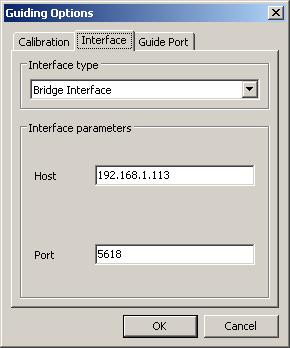 Guiding Options
Calibration Interface Guide Port
Interface type
Bridge Interface
Interface parameters
Host 192.168.1.113
Port 5618
OK Cancel